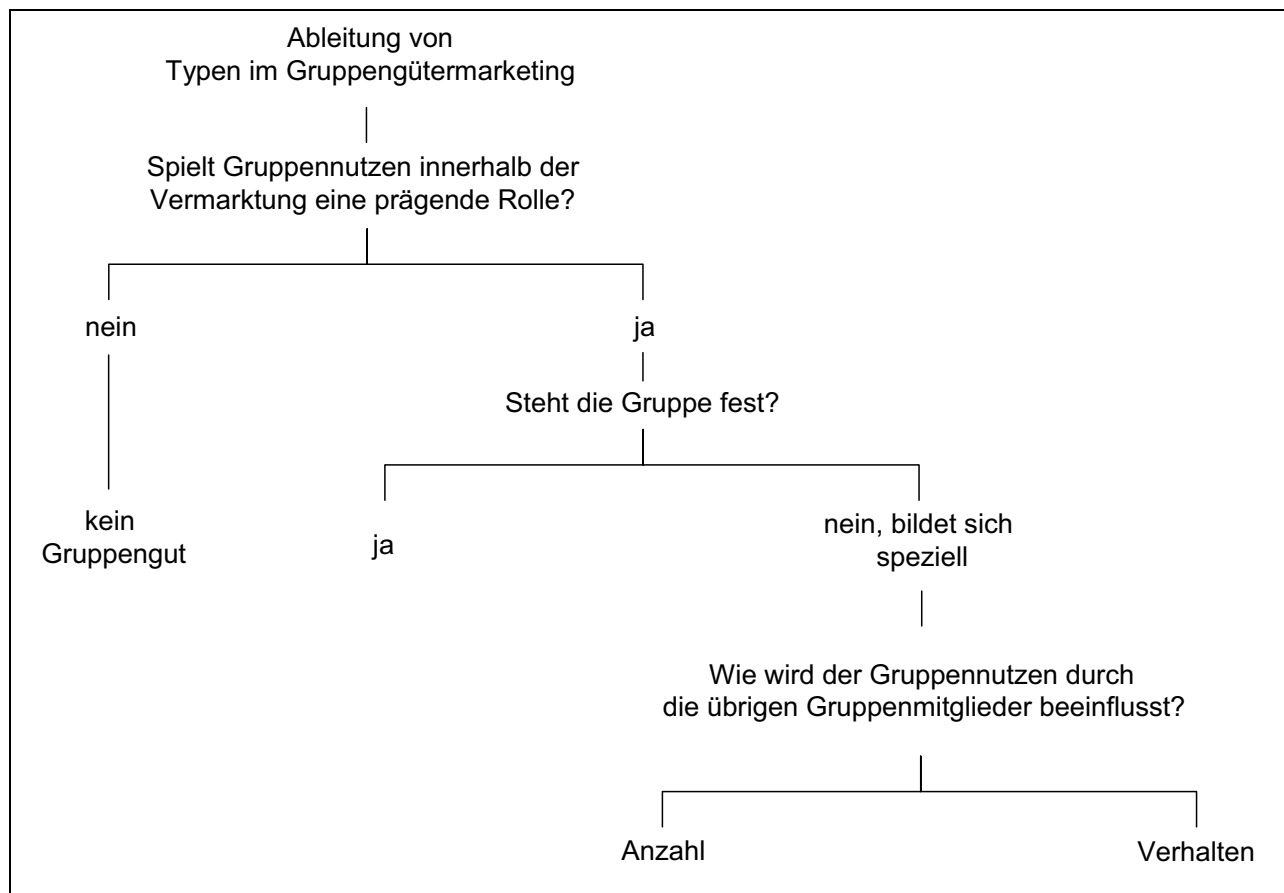 Ableitung von
Typen im Gruppengütermarketing
Spielt Gruppennutzen innerhalb der
Vermarktung eine prägende Rolle?
nein
ja
Steht die Gruppe fest?
kein
Gruppengut
ja
nein, bildet sich
speziell
Wie wird der Gruppennutzen durch
die übrigen Gruppenmitglieder beeinflusst?
Anzahl
Verhalten